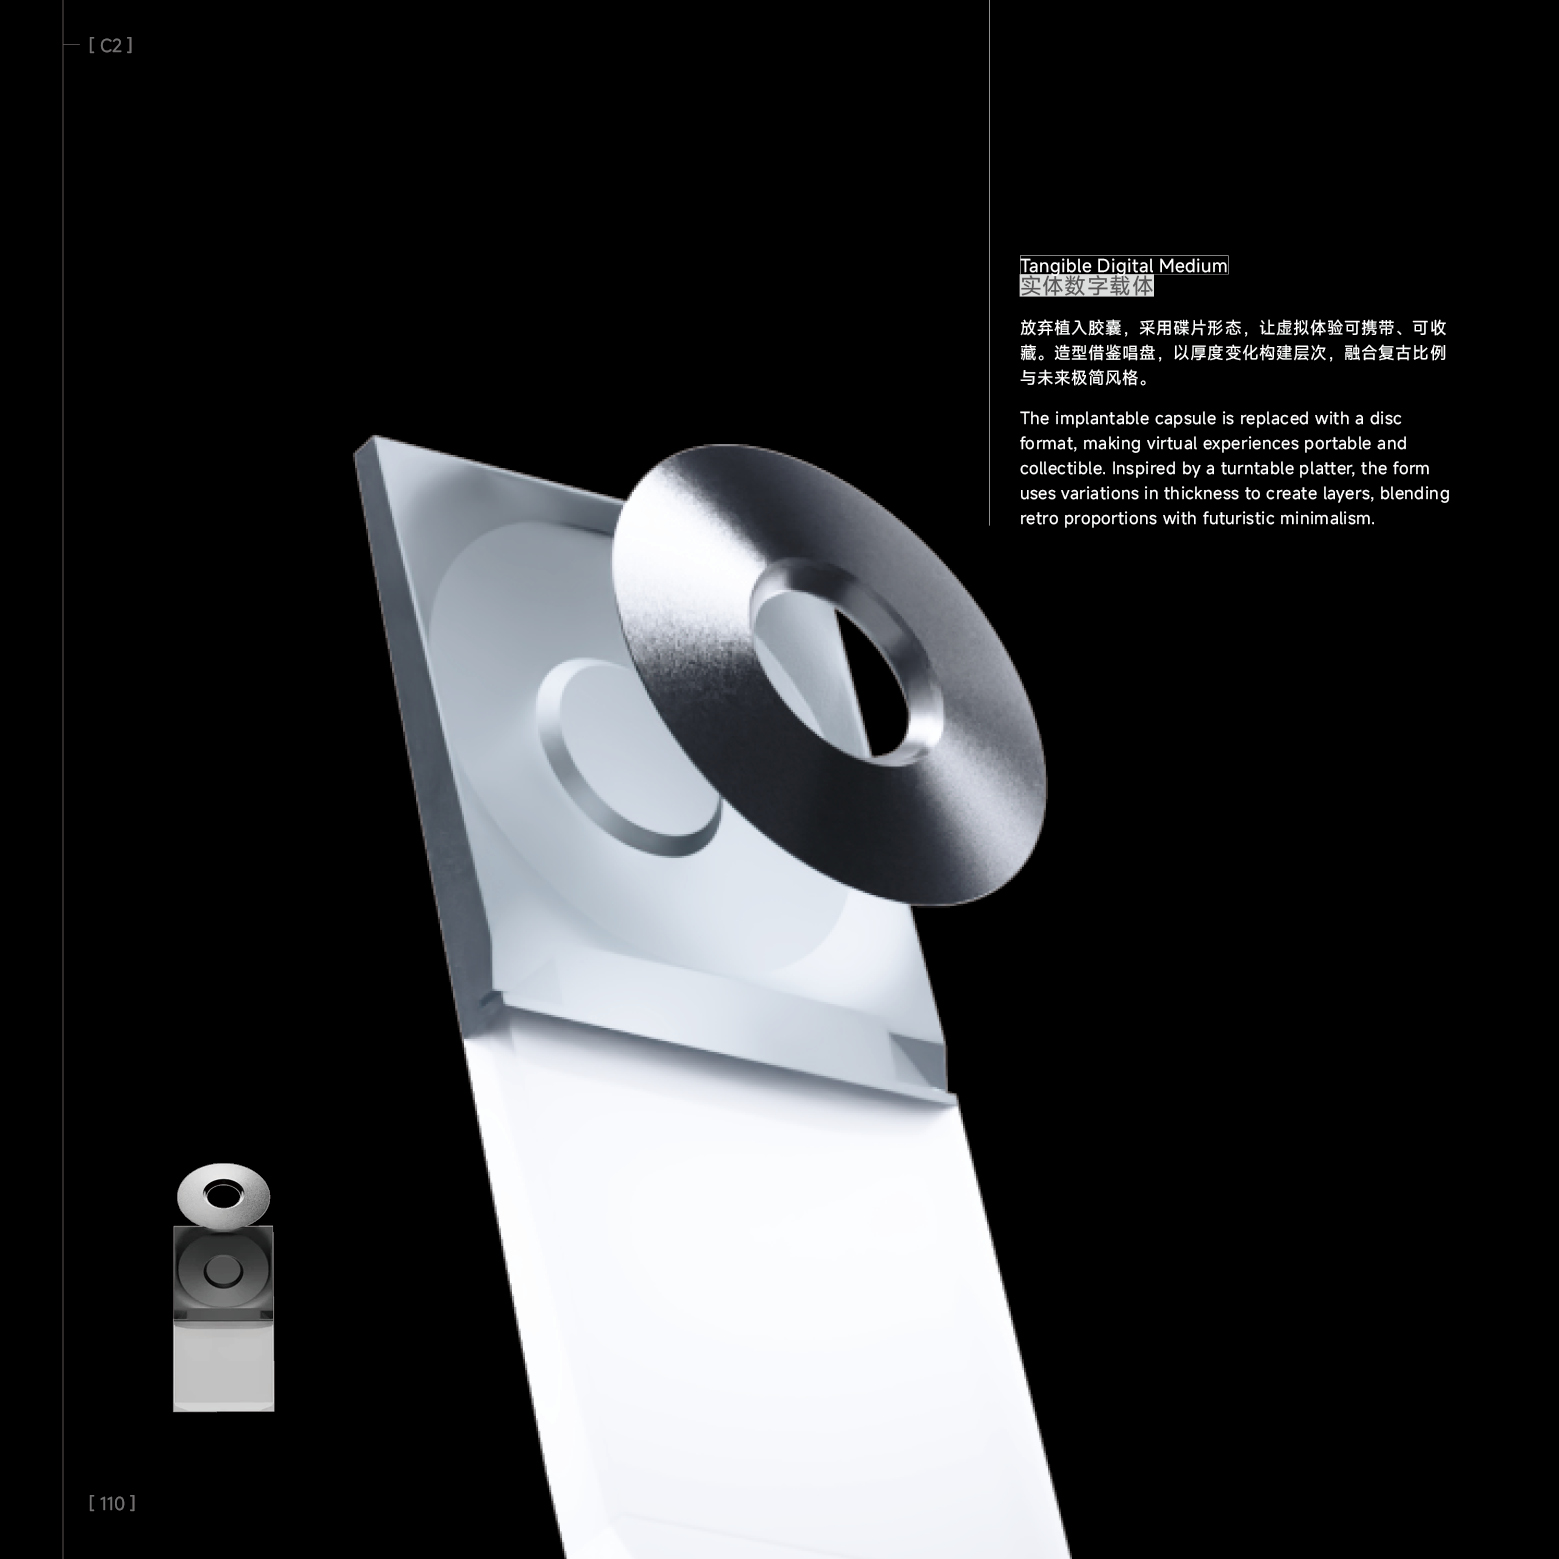 [ C2 ]
Tangible Digital Medium
实体数字载体
放弃植入胶囊，采用碟片形态，让虚拟体验可携带、可收
藏。造型借鉴唱盘，以厚度变化构建层次，融合复古比例
与未来极简风格。
The implantable capsule is replaced with a disc
format, making virtual experiences portable and
collectible. Inspired by a turntable platter, the form
uses variations in thickness to create layers, blending
retro proportions with futuristic minimalism.
[ 110 ]